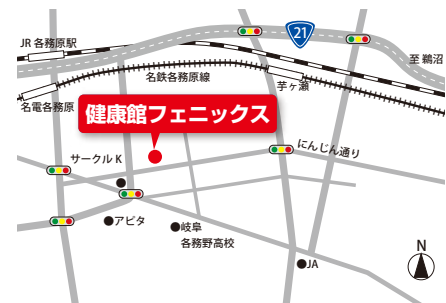 21
JR 各務原駅
至 鵜沼
名鉄各務原線
苧ヶ瀬
名電各務原
健康館フェニックス
にんじん通り
サークル K
アピタ
岐阜
各務野高校
JA
N